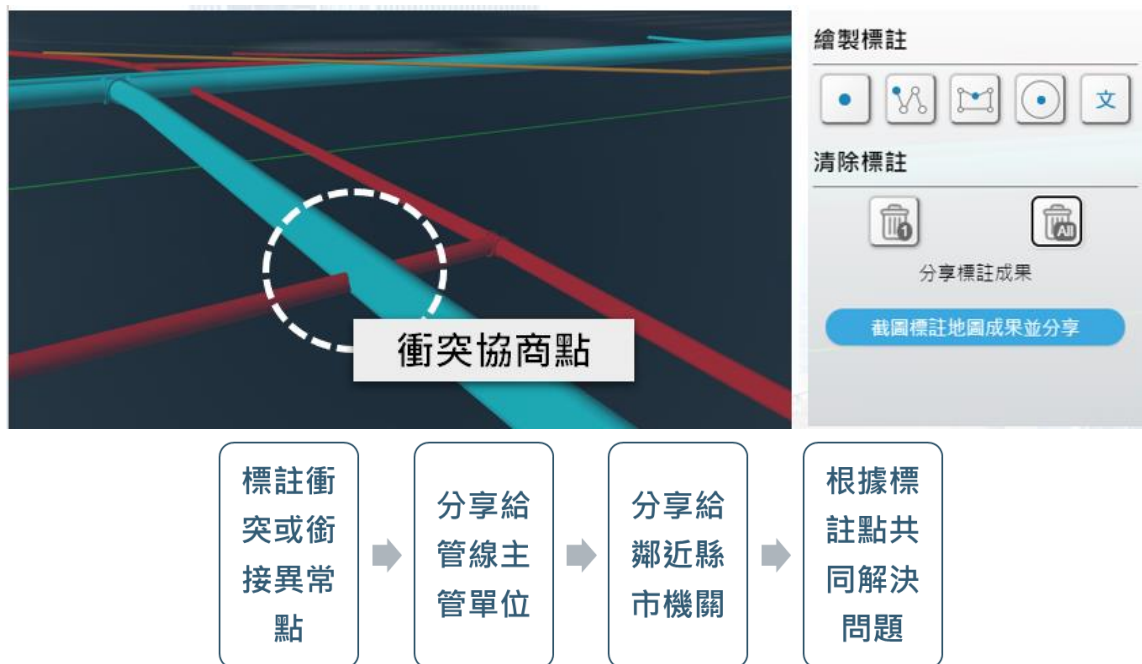 繪製標註
文
清除標註
1
All
分享標註成果
截圖標註地圖成果並分享
衝突協商點
標註衝
突或銜
接異常
點
分享給
管線主
管單位
分享給
鄰近縣
市機關
根據標
註點共
同解決
問題